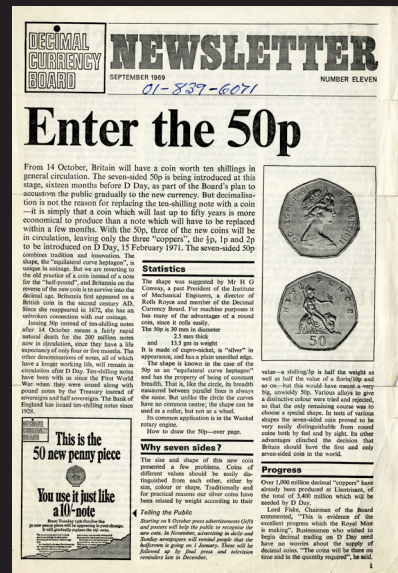 DECIMAL
CURRENCY
BOARD
NEWSLETTER
SEPTEMBER 1969
NUMBER ELEVEN
01-839-6071
Enter the 50p
From 14 October, Britain will have a coin worth ten shillings in
general circulation. The seven-sided 50p is being introduced at this
stage, sixteen months before D Day, as part of the Board's plan to
accustom the public gradually to the new currency. But decimalisa-
tion is not the reason for replacing the ten-shilling note with a coin
—it is simply that a coin which will last up to fifty years is more
economical to produce than a note which will have to be replaced
within a few months. With the 50p, three of the new coins will be
in circulation, leaving only the three "coppers", the ½p, 1p and 2p
to be introduced on D Day, 15 February 1971. The seven-sided 50p
combines tradition and innovation. The
shape, the "equilateral curve heptagon", is
unique in coinage. But we are reverting to
the old practice of a coin instead of a note
for the "half-pound", and Britannia on the
reverse of the new coin is to survive into the
decimal age. Britannia first appeared on a
British coin in the second century AD.
Since she reappeared in 1672, she has an
unbroken connection with our coinage.
Issuing 50p instead of ten-shilling notes
after 14 October means a fairly rapid
natural death for the 200 million notes
now in circulation, since they have a life
expectancy of only four or five months. The
other denominations of notes, all of which
have a longer working life, will remain in
circulation after D Day. Ten-shilling notes
have been with us since the First World
War when they were issued along with
pound notes by the Treasury instead of
sovereigns and half sovereigns. The Bank of
England has issued ten-shilling notes since
1928.
This is the
50 new penny piece
You use it just like
a 10/- note
Statistics
The shape was suggested by Mr H G
Conway, a past President of the Institute
of Mechanical Engineers, a director of
Rolls Royce and member of the Decimal
Currency Board. For machine purposes it
has many of the advantages of a round
coin, since it rolls easily.
The 50p is 30 mm in diameter
2.5 mm thick
and 13.5 gm in weight
It is made of cupro-nickel, is "silver" in
appearance, and has a plain unmilled edge.
The shape is known in the case of the
50p as an "equilateral curve heptagon"
and has the property of being of constant
breadth. That is, like the circle, its breadth
measured between parallel lines is always
the same. But unlike the circle the curves
have no common centre; the shape can be
used as a roller, but not as a wheel.
Its common application is in the Wankel
rotary engine.
How to draw the 50p—over page.
Why seven sides?
The size and shape of this new coin
presented a few problems. Coins of
different values should be easily dis-
tinguished from each other, either by
size, colour or shape. Traditionally and
for practical reasons our silver coins have
been related by weight according to their
Telling the Public
Starting on 8 October press advertisements (left)
and posters will help the public to recognise the
new coin. In November, advertising in daily and
Sunday newspapers will remind people that the
halfcrown is going on 1 January. These will be
followed up by final press and television
reminders late in December.
50
value—a shilling/5p is half the weight as
well as half the value of a florin/10p and
so on—but this would have meant a very
big, unwieldy 50p. Various alloys to give
a distinctive colour were tried and rejected,
and so the only remaining course was to
choose a special shape. In tests of various
shapes the seven-sided coin proved to be
very easily distinguishable from round
coins both by feel and by sight. Its other
advantages clinched the decision that
Britain should have the first and only
seven-sided coin in the world.
Progress
Over 1,000 million decimal "coppers" have
already been produced at Llantrisant, of
the total of 3,400 million which will be
needed by D Day.
Lord Fiske, Chairman of the Board
commented, "This is evidence of the
excellent progress which the Royal Mint
is making". Businessmen who wished to
begin decimal trading on D Day need
have no worries about the supply of
decimal coins. "The coins will be there on
time and in the quantity required", he said.
1